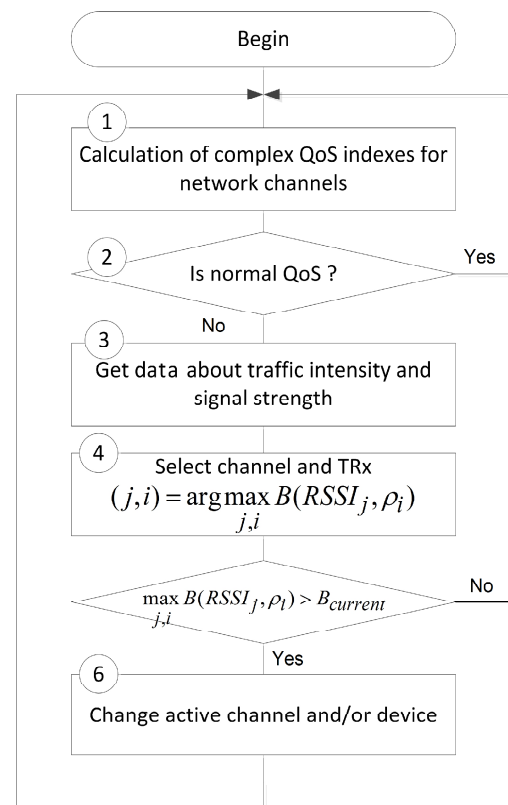 Begin
1
Calculation of complex QoS indexes for
network channels
2
Is normal QoS ?
Yes
No
3
Get data about traffic intensity and
signal strength
4
Select channel and TRx
(j,i) = arg max B(RSSI_j, ρ_i)
j,i
max B(RSSI_j, ρ_l) > B_current
j,i
No
Yes
6
Change active channel and/or device